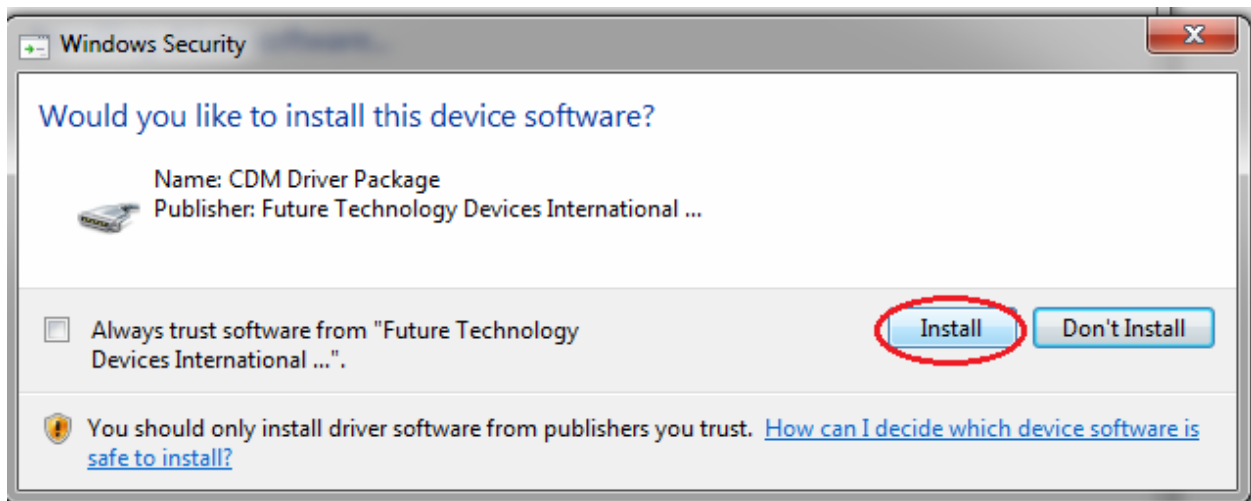 Windows Security
Would you like to install this device software?
Name: CDM Driver Package
Publisher: Future Technology Devices International ...
Always trust software from "Future Technology
Devices International ...".
Install
Don't Install
You should only install driver software from publishers you trust. How can I decide which device software is
safe to install?